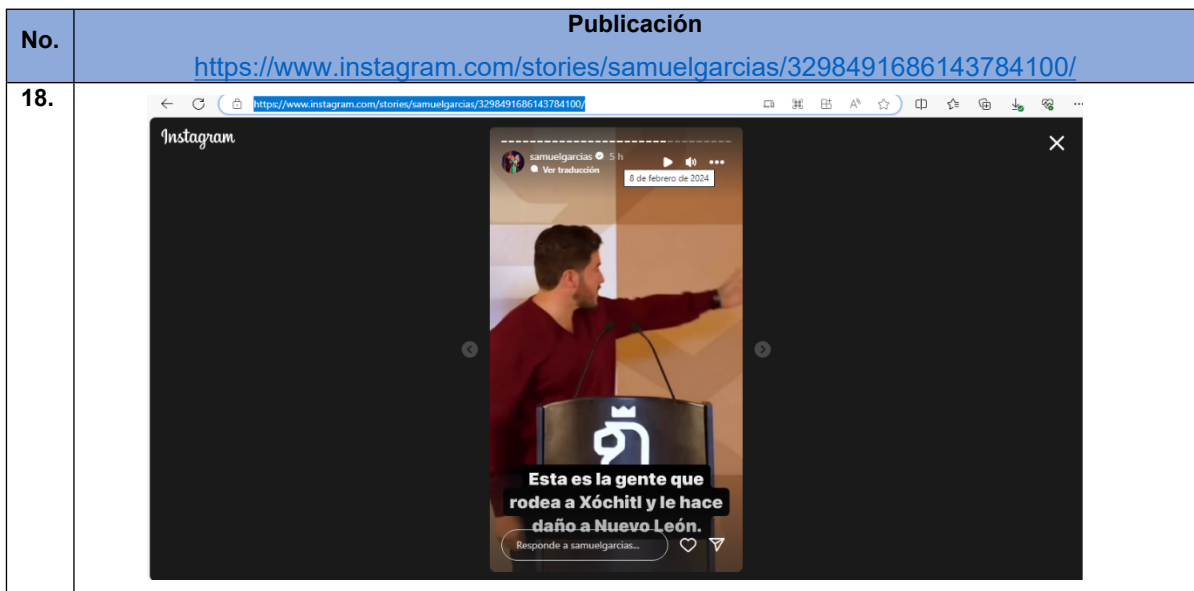 No.
Publicación
https://www.instagram.com/stories/samuelgarcias/3298491686143784100/
18.
https://www.instagram.com/stories/samuelgarcias/3298491686143784100/
Instagram
samuelgarcias 5 h
Ver traducción
8 de febrero de 2024
Esta es la gente que
rodea a Xóchitl y le hace
daño a Nuevo León.
Responde a samuelgarcias...